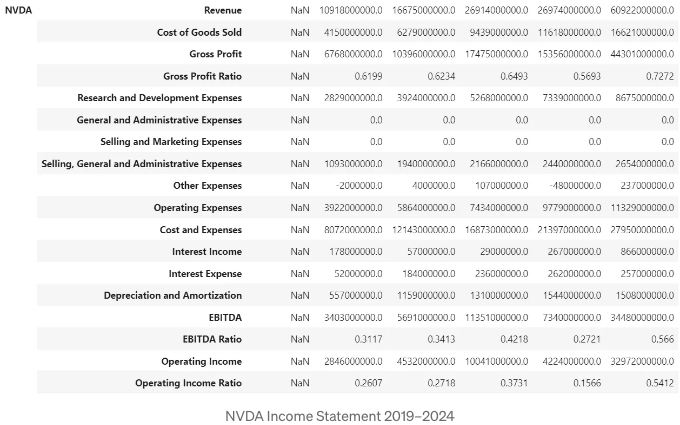 NVDA Revenue NaN 10918000000.0 16675000000.0 26914000000.0 26974000000.0 60922000000.0
Cost of Goods Sold NaN 4150000000.0 6279000000.0 9439000000.0 11618000000.0 16621000000.0
Gross Profit NaN 6768000000.0 10396000000.0 17475000000.0 15356000000.0 44301000000.0
Gross Profit Ratio NaN 0.6199 0.6234 0.6493 0.5693 0.7272
Research and Development Expenses NaN 2829000000.0 3924000000.0 5268000000.0 7339000000.0 8675000000.0
General and Administrative Expenses NaN 0.0 0.0 0.0 0.0 0.0
Selling and Marketing Expenses NaN 0.0 0.0 0.0 0.0 0.0
Selling, General and Administrative Expenses NaN 1093000000.0 1940000000.0 2166000000.0 2440000000.0 2654000000.0
Other Expenses NaN -2000000.0 4000000.0 107000000.0 -48000000.0 237000000.0
Operating Expenses NaN 3922000000.0 5864000000.0 7434000000.0 9779000000.0 11329000000.0
Cost and Expenses NaN 8072000000.0 12143000000.0 16873000000.0 21397000000.0 27950000000.0
Interest Income NaN 178000000.0 57000000.0 29000000.0 267000000.0 866000000.0
Interest Expense NaN 52000000.0 184000000.0 236000000.0 262000000.0 257000000.0
Depreciation and Amortization NaN 557000000.0 1159000000.0 1310000000.0 1544000000.0 1508000000.0
EBITDA NaN 3403000000.0 5691000000.0 11351000000.0 7340000000.0 34480000000.0
EBITDA Ratio NaN 0.3117 0.3413 0.4218 0.2721 0.566
Operating Income NaN 2846000000.0 4532000000.0 10041000000.0 4224000000.0 32972000000.0
Operating Income Ratio NaN 0.2607 0.2718 0.3731 0.1566 0.5412
NVDA Income Statement 2019–2024